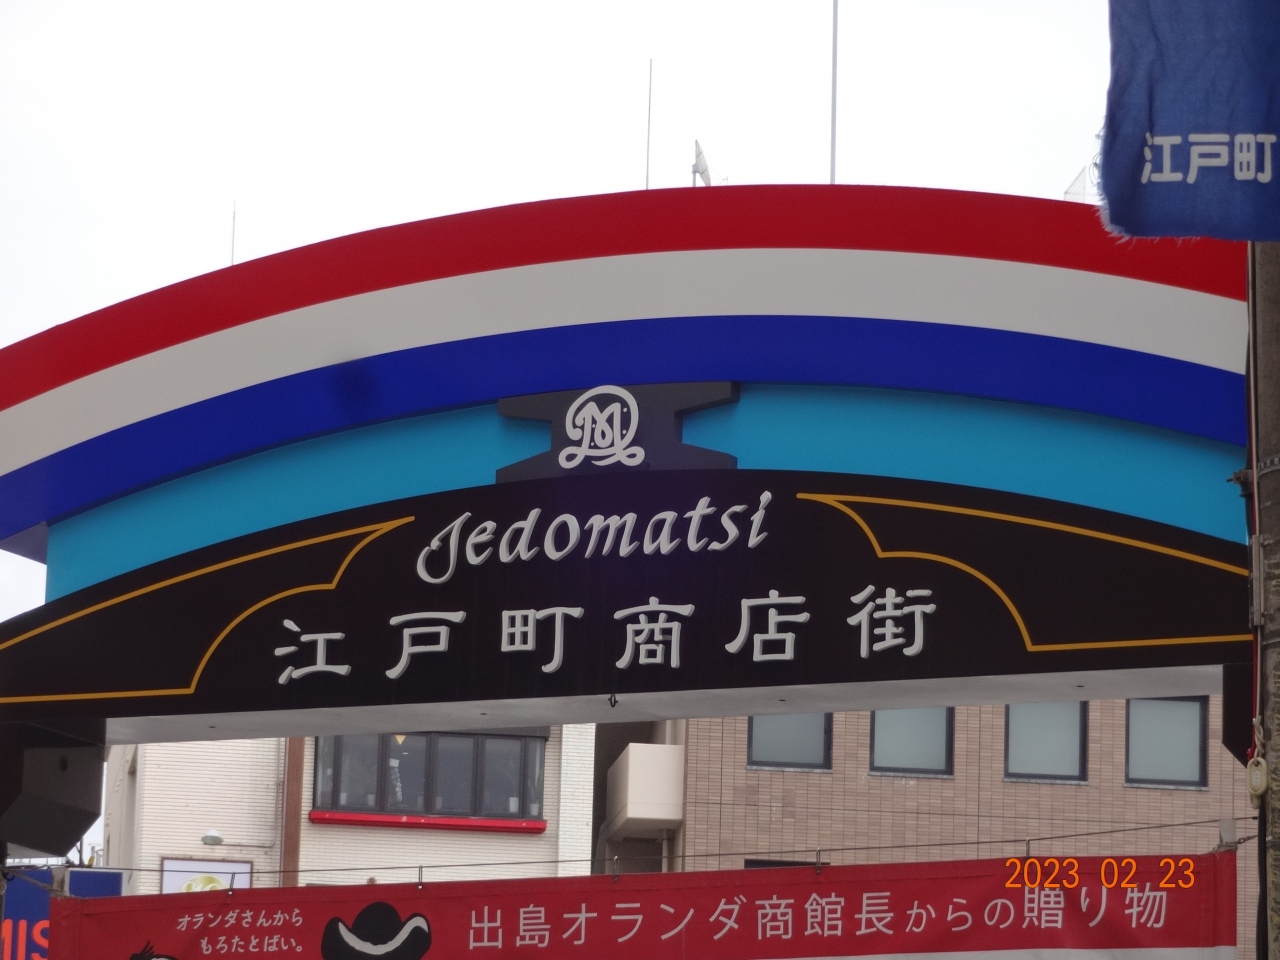 江戸町
Jedomatsi
江戸町商店街
2023 02 23
オランダさんから
もろたとばい。
出島オランダ商館長からの贈り物
MIS